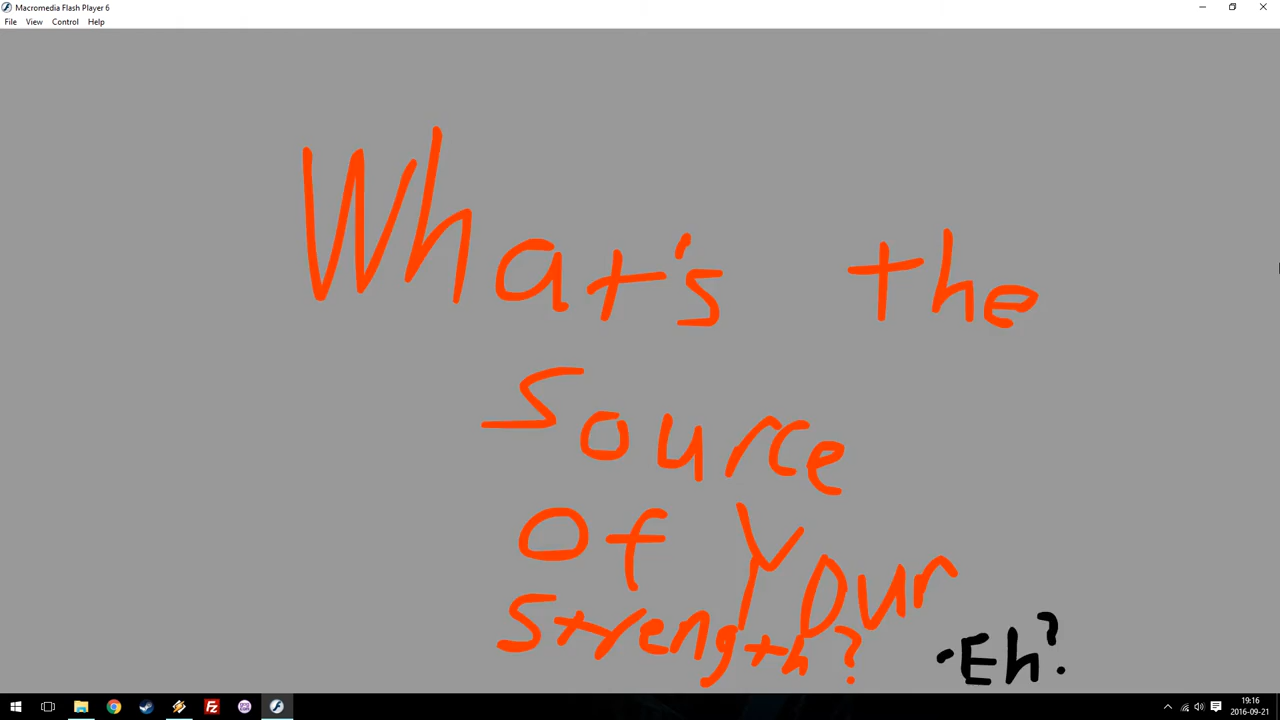 Macromedia Flash Player 6
File View Control Help
What's the
Source
Of Your
Strength?
·Eh?
19:16
2016-09-21